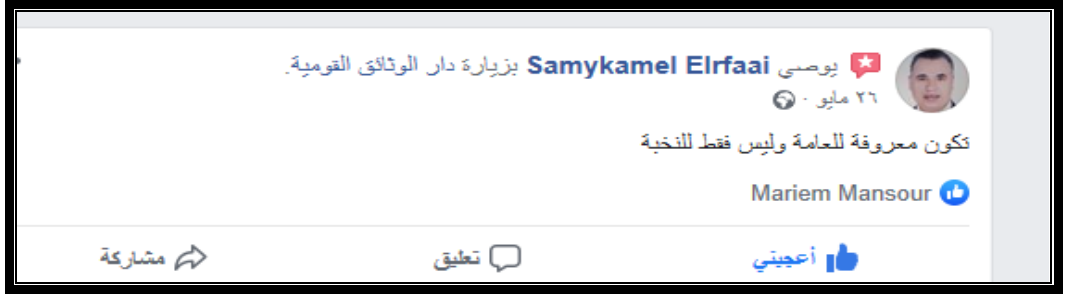 يوصي Samykamel Elrfaai بزيارة دار الوثائق القومية.
٢٦ مايو ·
تكون معروفة للعامة وليس فقط للنخبة
Mariem Mansour
أعجبني
تعليق
مشاركة